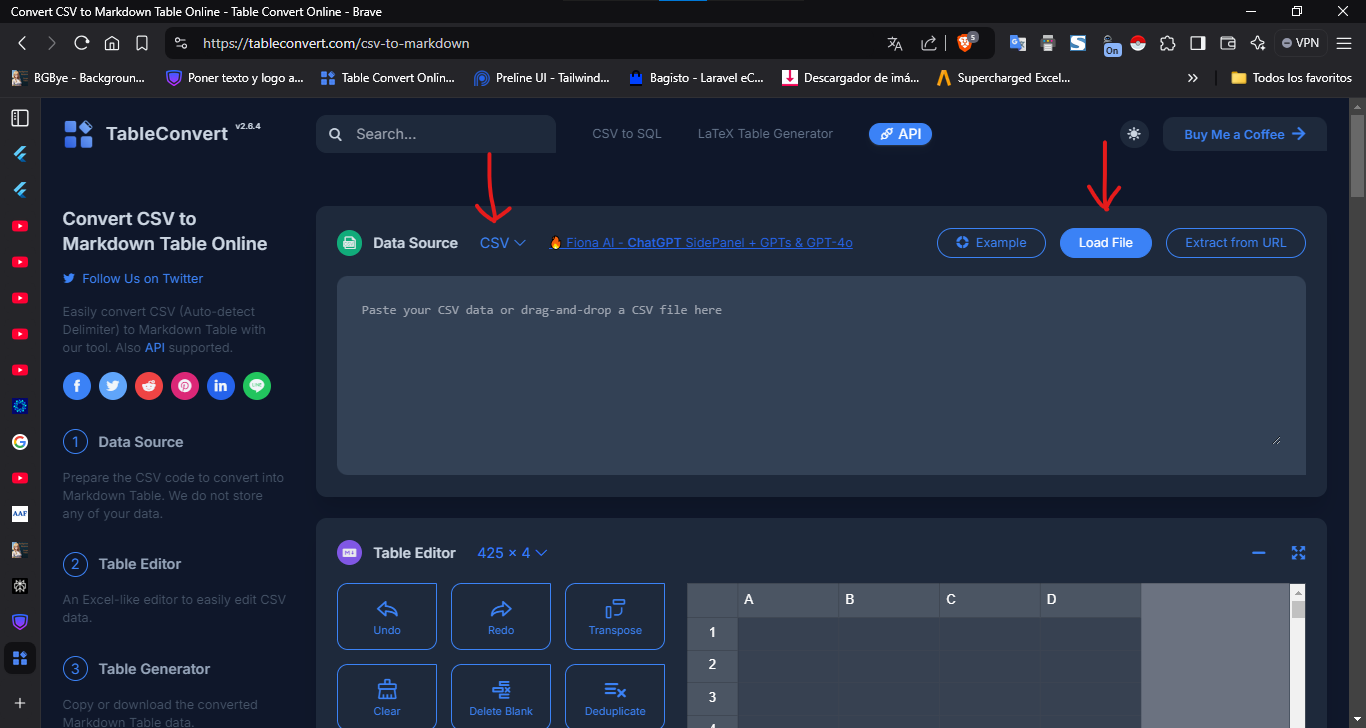 Convert CSV to Markdown Table Online - Table Convert Online - Brave
https://tableconvert.com/csv-to-markdown
5
On
VPN
BGBye - Backgroun...
Poner texto y logo a...
Table Convert Onlin...
Preline UI - Tailwind...
Bagisto - Laravel eC...
Descargador de imá...
Supercharged Excel...
Todos los favoritos
TableConvert v2.6.4
Search...
CSV to SQL
LaTeX Table Generator
API
Buy Me a Coffee
Convert CSV to
Markdown Table Online
Follow Us on Twitter
Easily convert CSV (Auto-detect
Delimiter) to Markdown Table with
our tool. Also API supported.
1 Data Source
Prepare the CSV code to convert into
Markdown Table. We do not store
any of your data.
2 Table Editor
An Excel-like editor to easily edit CSV
data.
3 Table Generator
Copy or download the converted
Markdown Table data.
AAF
Data Source
CSV
Fiona AI - ChatGPT SidePanel + GPTs & GPT-4o
Example
Load File
Extract from URL
Paste your CSV data or drag-and-drop a CSV file here
Table Editor
425 × 4
Undo
Redo
Transpose
Clear
Delete Blank
Deduplicate
A B C D
1
2
3
4